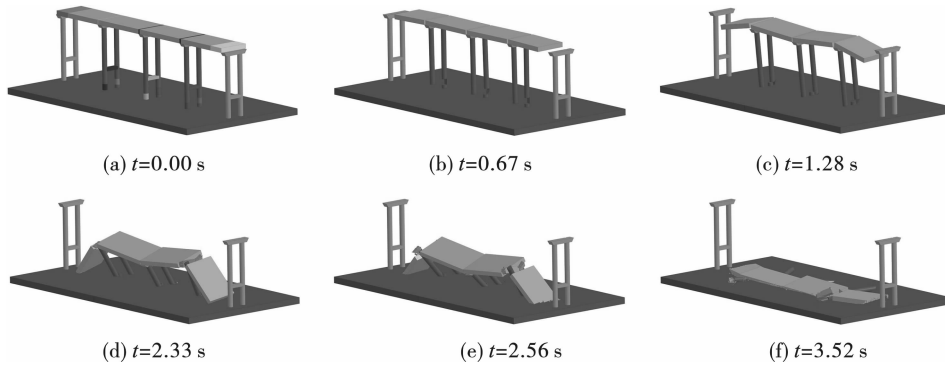 (a) t=0.00 s
(b) t=0.67 s
(c) t=1.28 s
(d) t=2.33 s
(e) t=2.56 s
(f) t=3.52 s